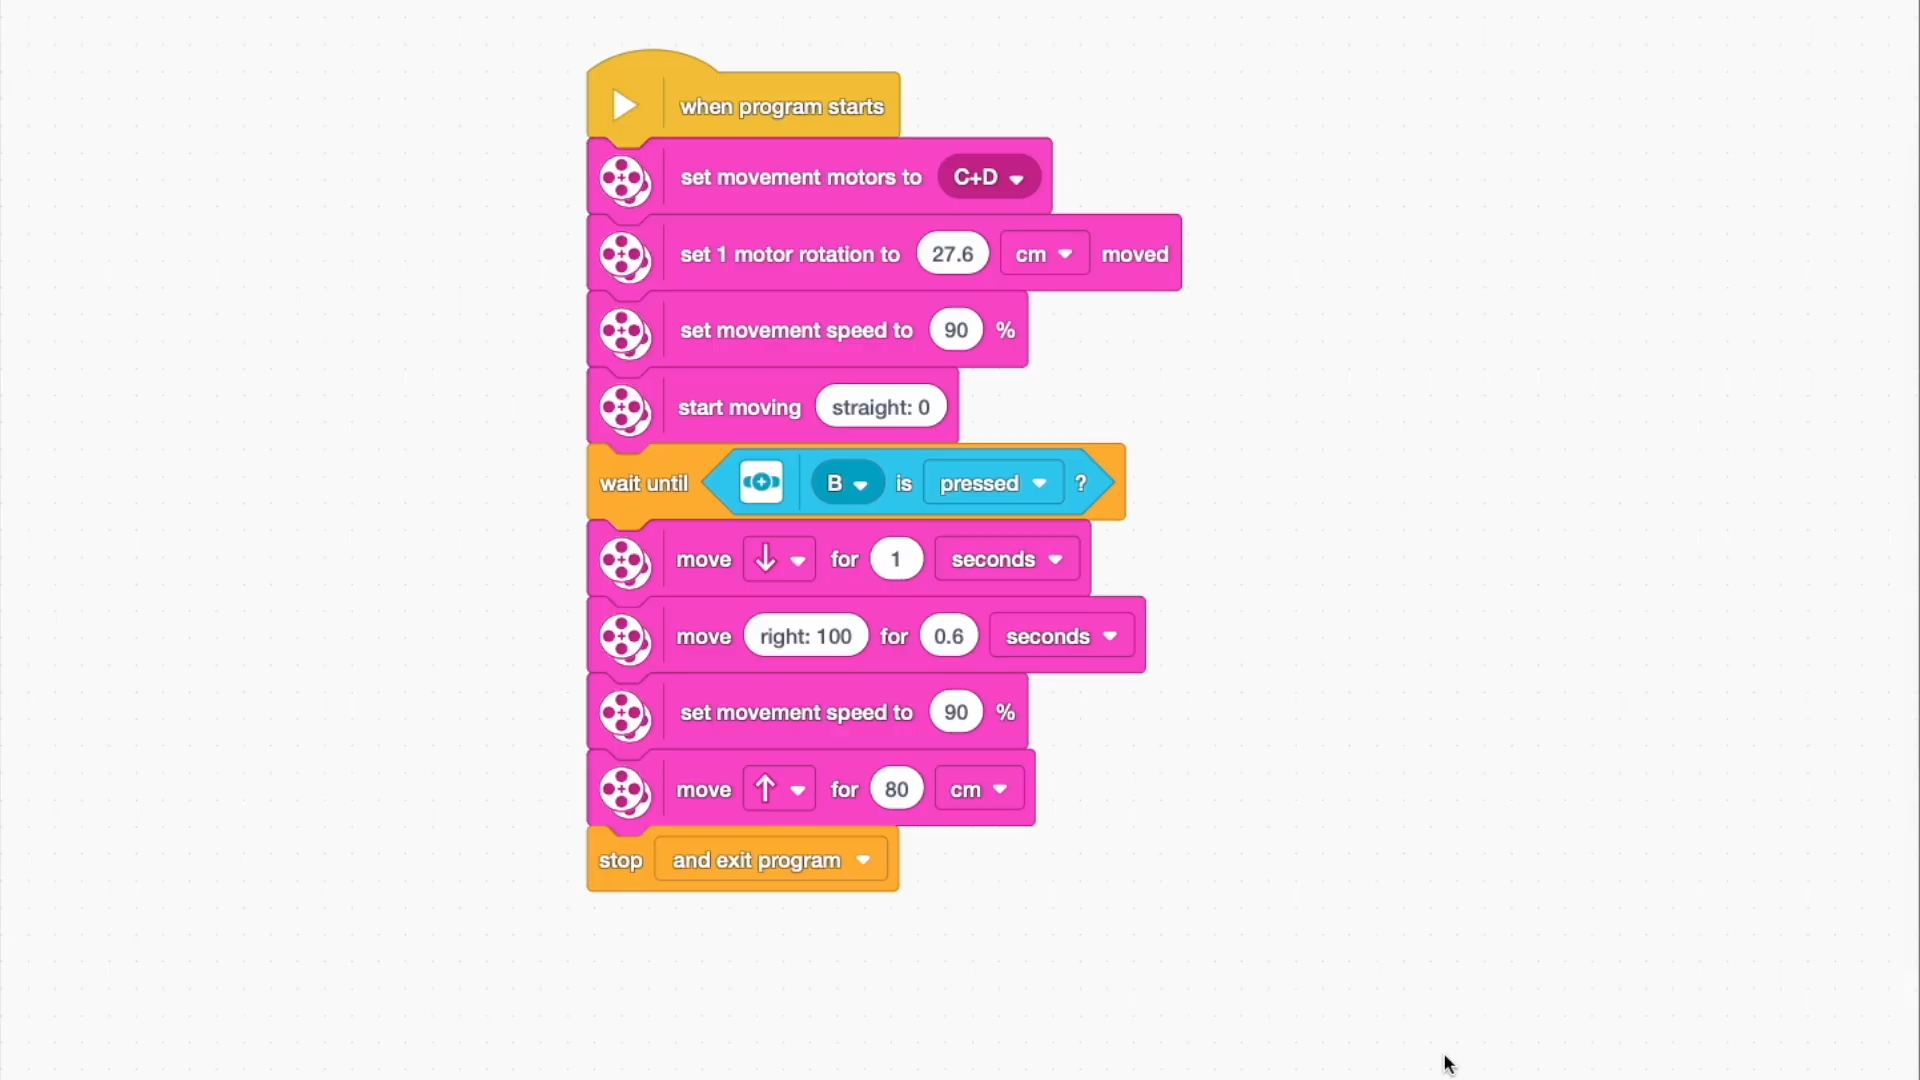 when program starts
set movement motors to C+D
set 1 motor rotation to 27.6 cm moved
set movement speed to 90 %
start moving straight: 0
wait until B is pressed ?
move for 1 seconds
move right: 100 for 0.6 seconds
set movement speed to 90 %
move for 80 cm
stop and exit program